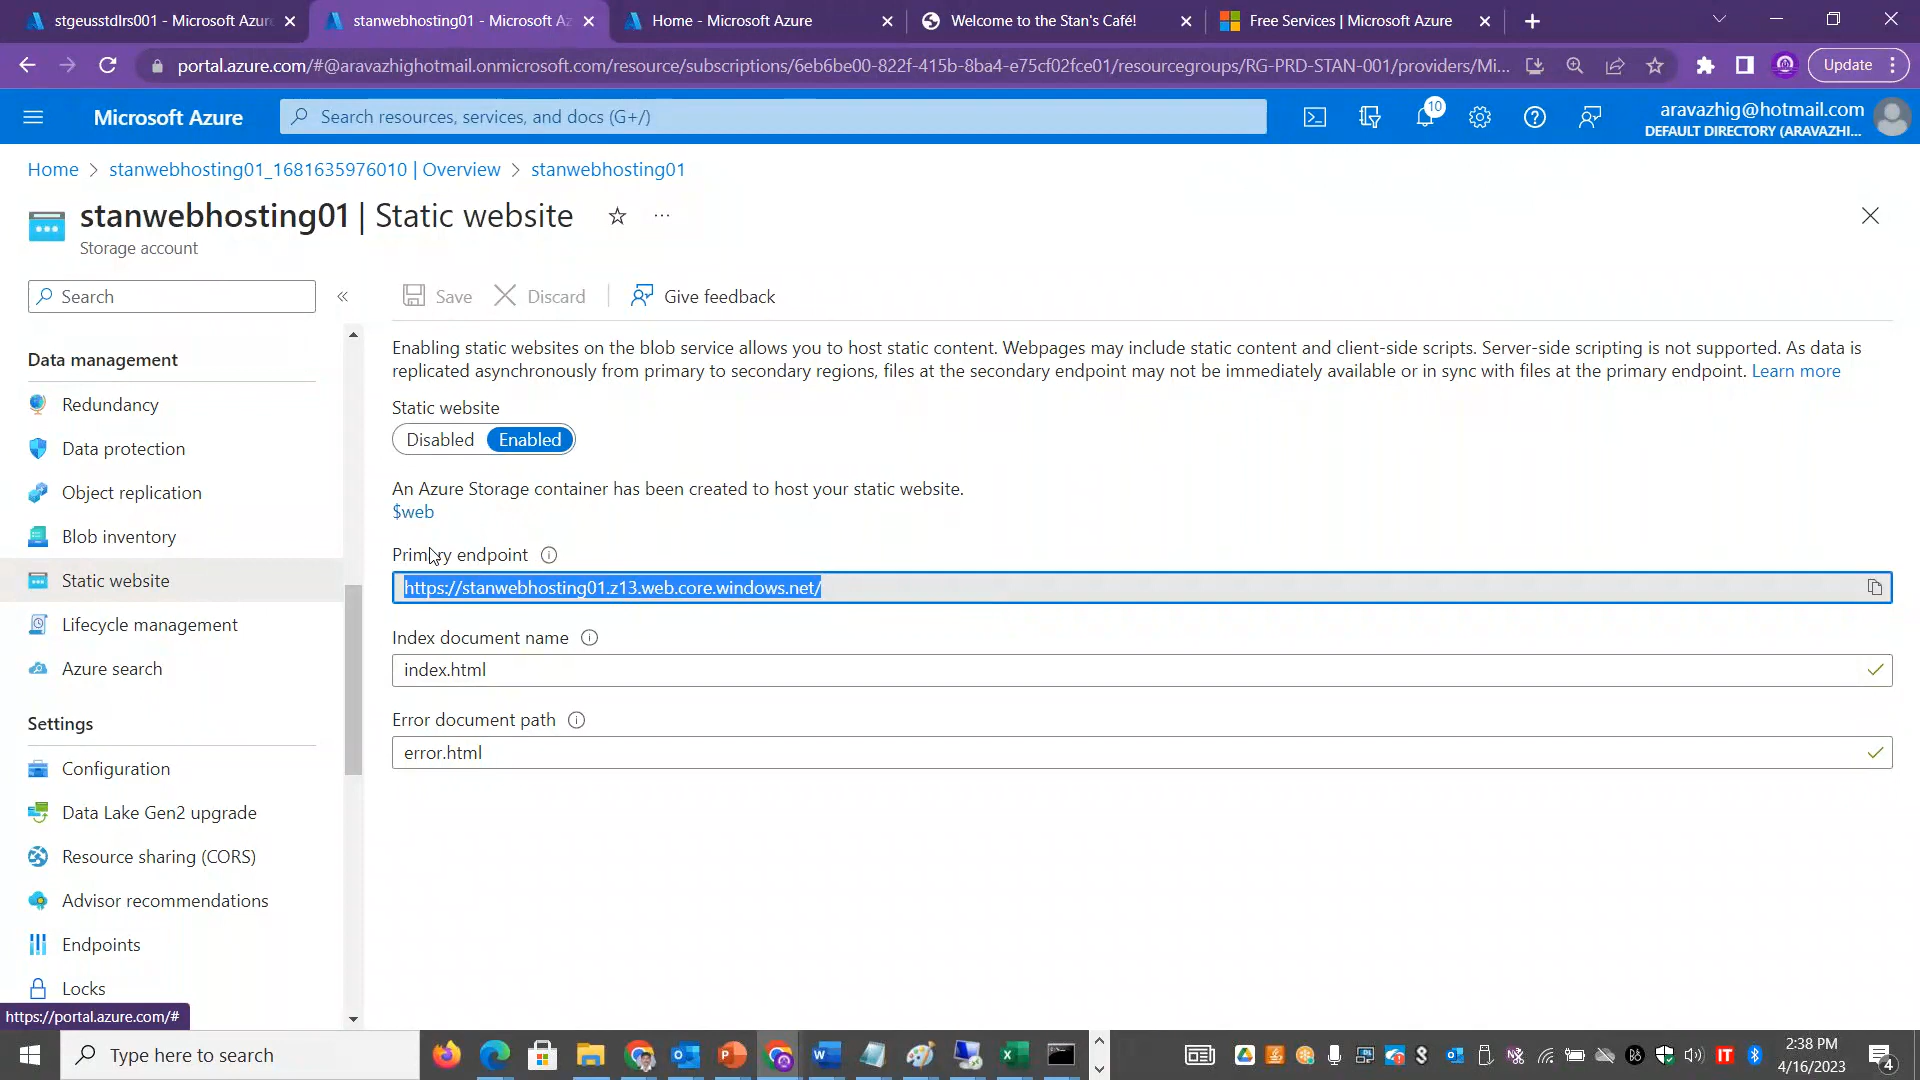 stgeusstdlrs001 - Microsoft Azur
stanwebhosting01 - Microsoft Az
Home - Microsoft Azure
Welcome to the Stan's Café!
Free Services | Microsoft Azure
portal.azure.com/#@aravazhighotmail.onmicrosoft.com/resource/subscriptions/6eb6be00-822f-415b-8ba4-e75cf02fce01/resourcegroups/RG-PRD-STAN-001/providers/Mi...
Update
Microsoft Azure
Search resources, services, and docs (G+/)
10
aravazhig@hotmail.com
DEFAULT DIRECTORY (ARAVAZHI...
Home > stanwebhosting01_1681635976010 | Overview > stanwebhosting01
stanwebhosting01 | Static website
Storage account
Search
Save
Discard
Give feedback
Data management
Redundancy
Data protection
Object replication
Blob inventory
Static website
Lifecycle management
Azure search
Settings
Configuration
Data Lake Gen2 upgrade
Resource sharing (CORS)
Advisor recommendations
Endpoints
Locks
Enabling static websites on the blob service allows you to host static content. Webpages may include static content and client-side scripts. Server-side scripting is not supported. As data is
replicated asynchronously from primary to secondary regions, files at the secondary endpoint may not be immediately available or in sync with files at the primary endpoint. Learn more
Static website
Disabled
Enabled
An Azure Storage container has been created to host your static website.
$web
Primary endpoint
https://stanwebhosting01.z13.web.core.windows.net/
Index document name
index.html
Error document path
error.html
https://portal.azure.com/#
Type here to search
IT
2:38 PM
4/16/2023
4